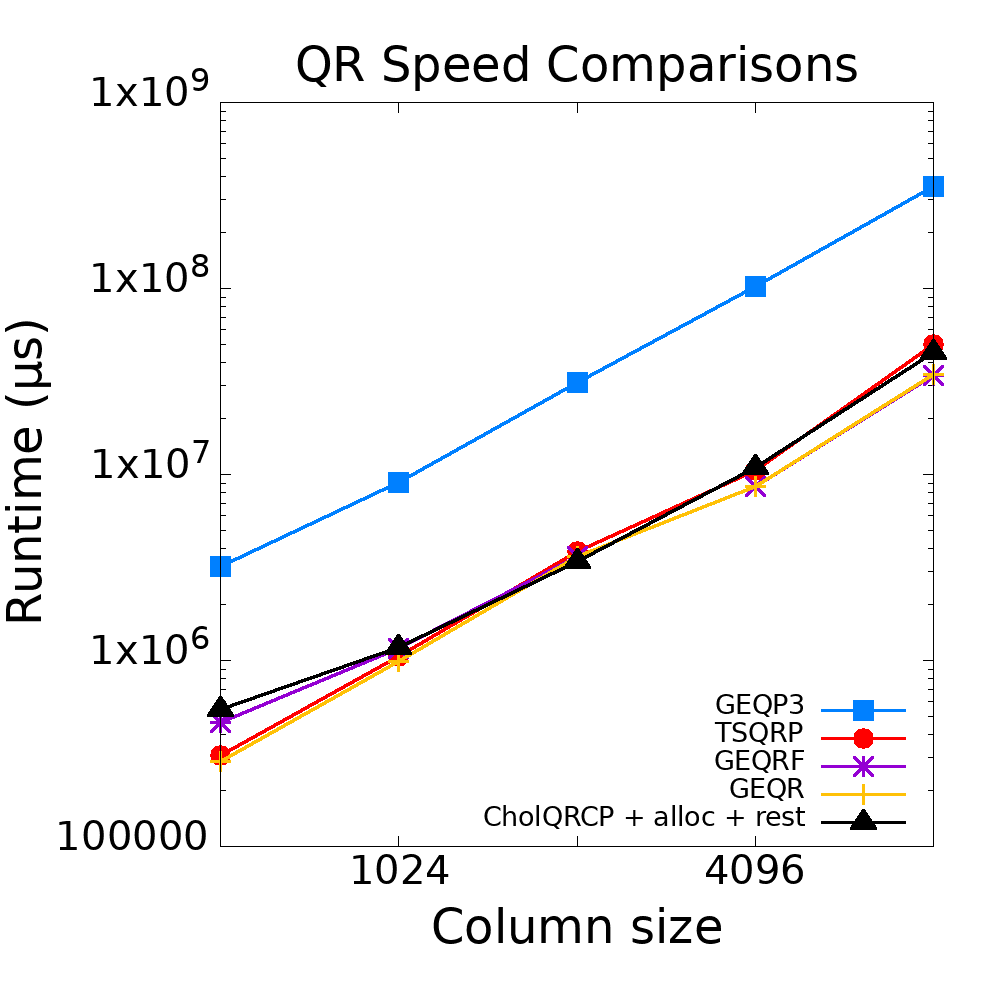 QR Speed Comparisons
1x10⁹
1x10⁸
1x10⁷
1x10⁶
100000
Runtime (µs)
GEQP3
TSQRP
GEQRF
GEQR
CholQRCP + alloc + rest
1024 4096
Column size